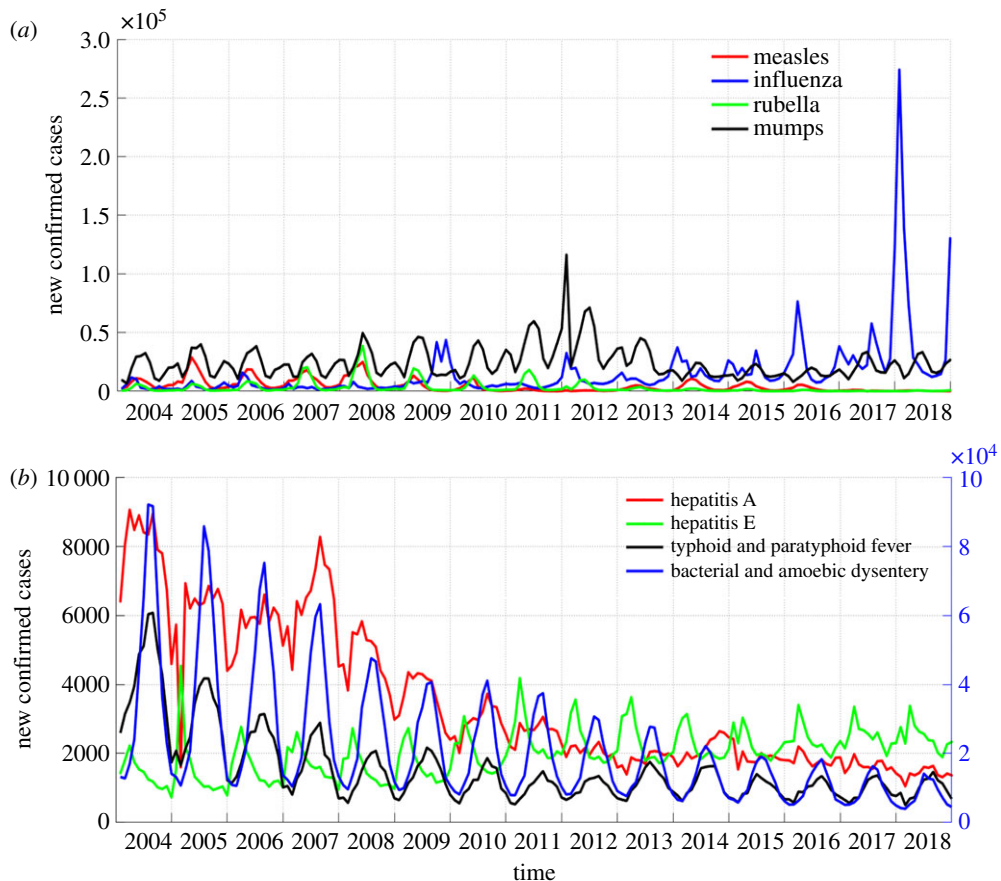 (a)
×10⁵
3.0
2.5
2.0
1.5
1.0
0.5
0
new confirmed cases
measles
influenza
rubella
mumps
2004 2005 2006 2007 2008 2009 2010 2011 2012 2013 2014 2015 2016 2017 2018
(b)
10 000
8000
6000
4000
2000
0
new confirmed cases
hepatitis A
hepatitis E
typhoid and paratyphoid fever
bacterial and amoebic dysentery
×10⁴
10
8
6
4
2
0
2004 2005 2006 2007 2008 2009 2010 2011 2012 2013 2014 2015 2016 2017 2018
time